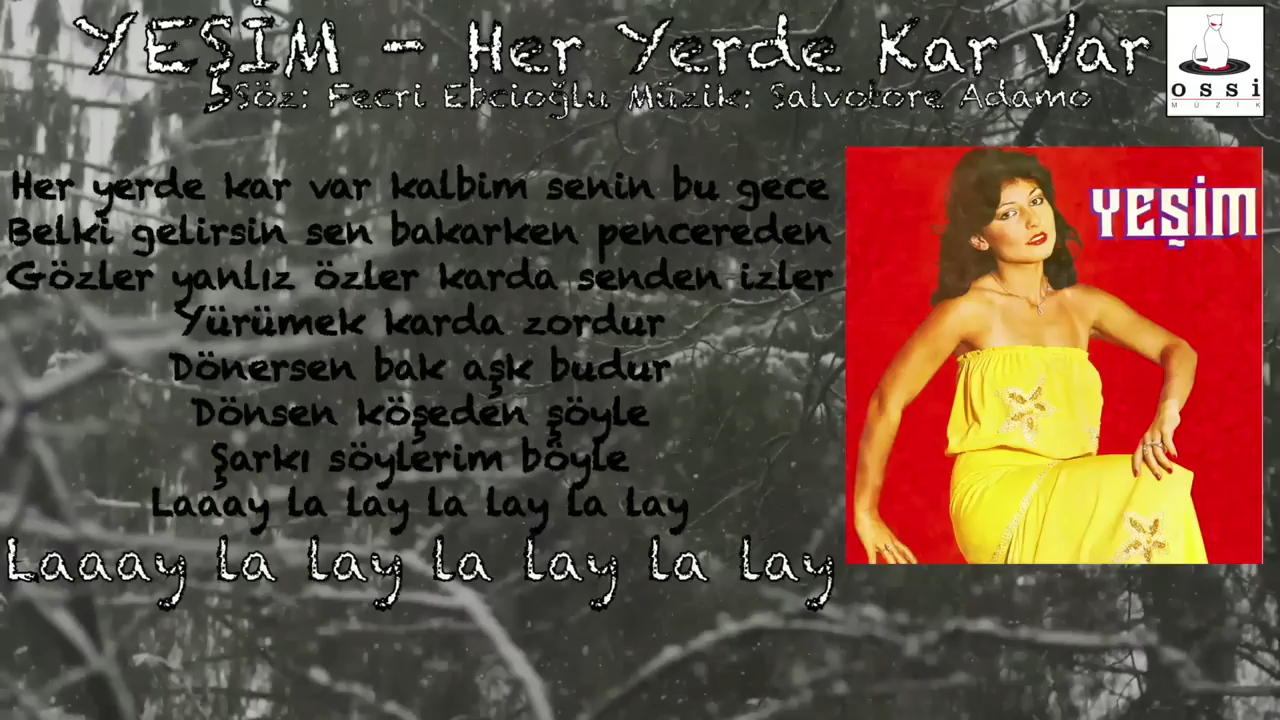 YEŞİM - Her Yerde Kar Var
Söz: Fecri Ebcioğlu Müzik: Salvotore Adamo
ossi
MÜZİK
Her yerde kar var kalbim senin bu gece
Belki gelirsin sen bakarken pencereden
Gözler yanlız özler karda senden izler
Yürümek karda zordur
Dönersen bak aşk budur
Dönsen köşeden şöyle
Şarkı söylerim böyle
Laaay la lay la lay la lay
Laaay la lay la lay la lay
YEŞİM